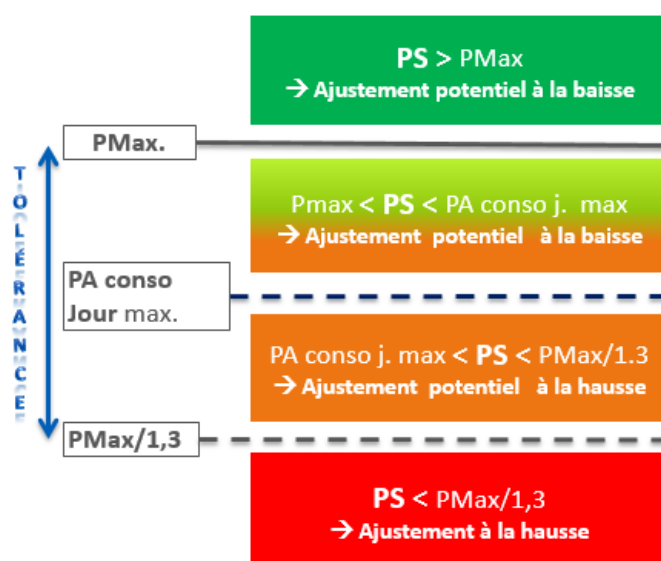 PS > PMax
→ Ajustement potentiel à la baisse
PMax.
TOLÉRANCE
Pmax < PS < PA conso j. max
→ Ajustement potentiel à la baisse
PA conso
Jour max.
PA conso j. max < PS < PMax/1.3
→ Ajustement potentiel à la hausse
PMax/1,3
PS < PMax/1,3
→ Ajustement à la hausse